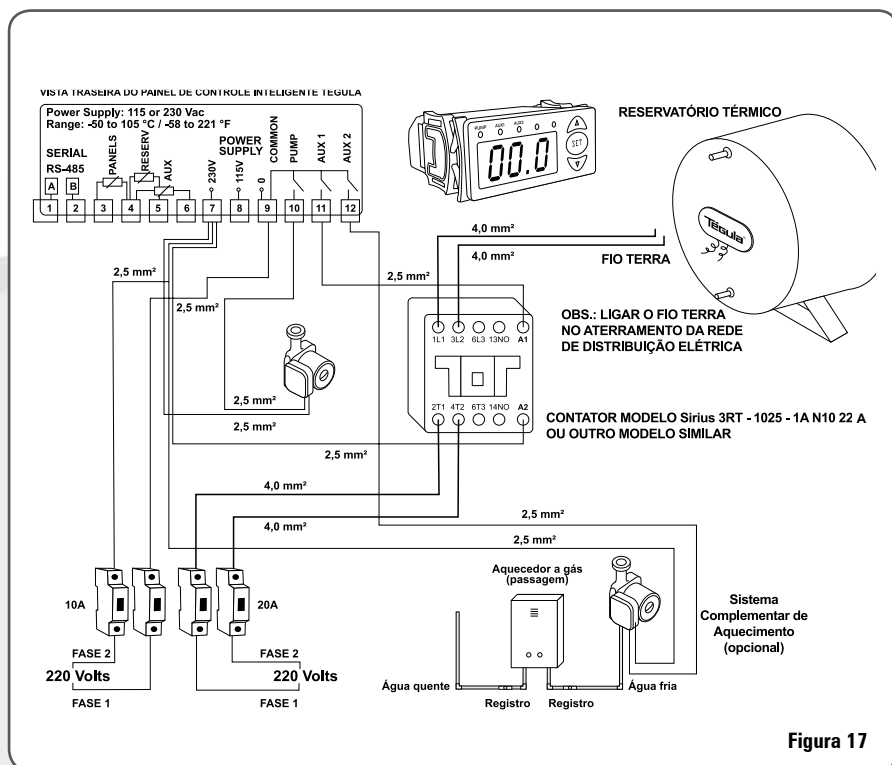 VISTA TRASEIRA DO PAINEL DE CONTROLE INTELIGENTE TEGULA
Power Supply: 115 or 230 Vac
Range: -50 to 105 °C / -58 to 221 °F
SERIAL
RS-485
A
B
PANELS
RESERV
AUX
230V
POWER
SUPPLY
115V
0
COMMON
PUMP
AUX 1
AUX 2
1 2 3 4 5 6 7 8 9 10 11 12
PUMP AUX1 AUX2
00.0
SET
RESERVATÓRIO TÉRMICO
Tégula
4,0 mm²
4,0 mm²
FIO TERRA
2,5 mm²
2,5 mm²
2,5 mm²
OBS.: LIGAR O FIO TERRA
NO ATERRAMENTO DA REDE
DE DISTRIBUIÇÃO ELÉTRICA
1L1 3L2 6L3 13NO A1
2T1 4T2 6T3 14NO A2
2,5 mm²
2,5 mm²
CONTATOR MODELO Sirius 3RT - 1025 - 1A N10 22 A
OU OUTRO MODELO SIMILAR
2,5 mm²
4,0 mm²
4,0 mm²
2,5 mm²
2,5 mm²
10A
20A
Aquecedor a gás
(passagem)
Sistema
Complementar de
Aquecimento
(opcional)
FASE 2
220 Volts
FASE 1
FASE 2
220 Volts
FASE 1
Água quente
Registro
Registro
Água fria
Figura 17